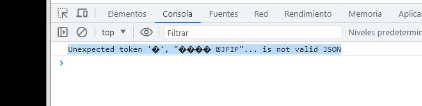 Elementos Consola Fuentes Red Rendimiento Memoria Aplica
top Filtrar Niveles predetermin
Unexpected token '�', "���� �JFIF"... is not valid JSON